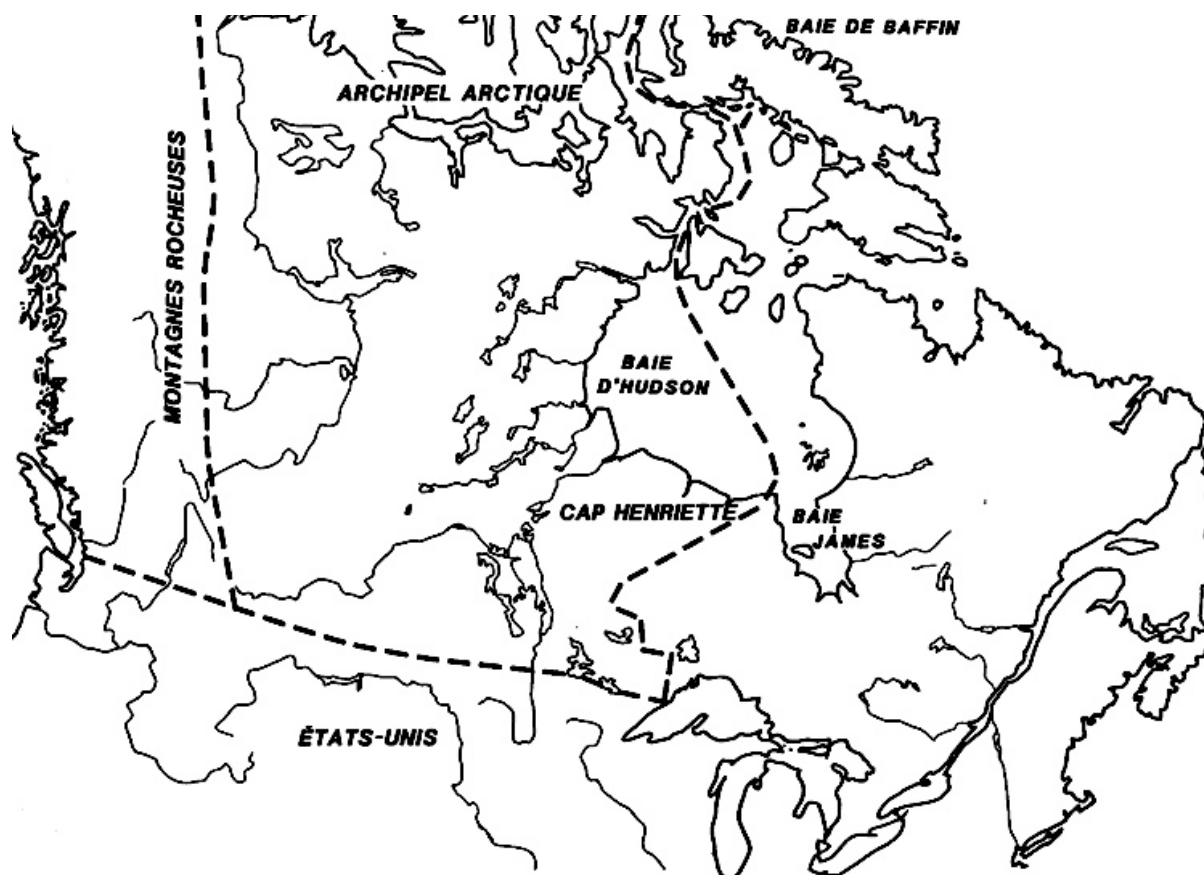 BAIE DE BAFFIN
ARCHIPEL ARCTIQUE
MONTAGNES ROCHEUSES
BAIE
D'HUDSON
CAP HENRIETTE
BAIE
JAMES
ÉTATS-UNIS